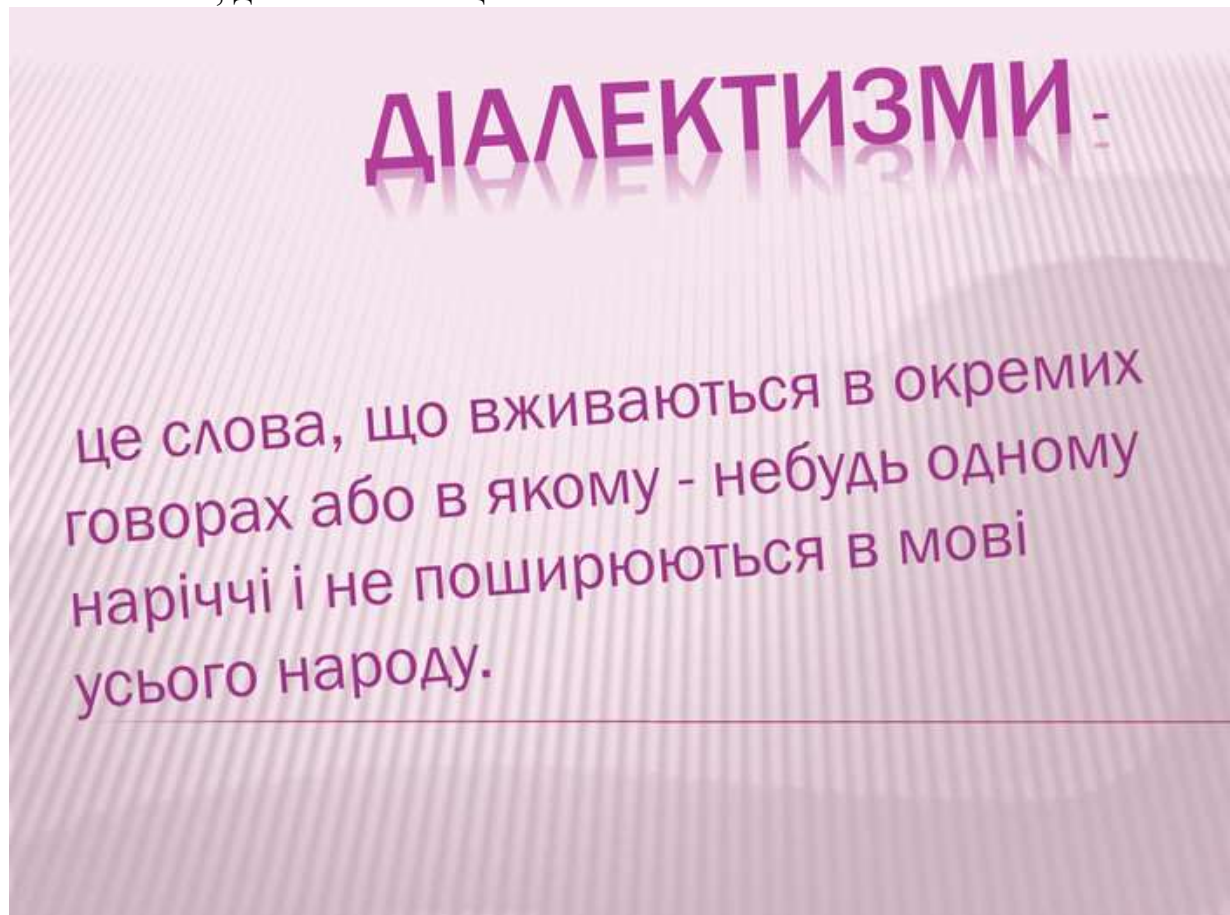 ДІАЛЕКТИЗМИ -
це слова, що вживаються в окремих
говорах або в якому - небудь одному
наріччі і не поширюються в мові
усього народу.